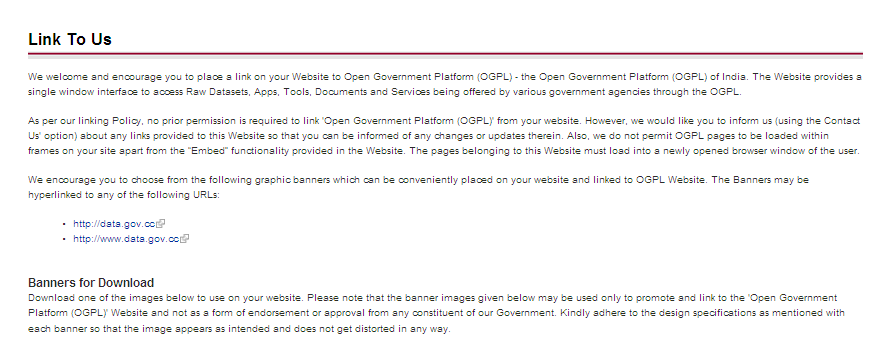 Link To Us
We welcome and encourage you to place a link on your Website to Open Government Platform (OGPL) - the Open Government Platform (OGPL) of India. The Website provides a
single window interface to access Raw Datasets, Apps, Tools, Documents and Services being offered by various government agencies through the OGPL.
As per our linking Policy, no prior permission is required to link 'Open Government Platform (OGPL)' from your website. However, we would like you to inform us (using the Contact
Us' option) about any links provided to this Website so that you can be informed of any changes or updates therein. Also, we do not permit OGPL pages to be loaded within
frames on your site apart from the "Embed" functionality provided in the Website. The pages belonging to this Website must load into a newly opened browser window of the user.
We encourage you to choose from the following graphic banners which can be conveniently placed on your website and linked to OGPL Website. The Banners may be
hyperlinked to any of the following URLs:
• http://data.gov.cc
• http://www.data.gov.cc
Banners for Download
Download one of the images below to use on your website. Please note that the banner images given below may be used only to promote and link to the 'Open Government
Platform (OGPL)' Website and not as a form of endorsement or approval from any constituent of our Government. Kindly adhere to the design specifications as mentioned with
each banner so that the image appears as intended and does not get distorted in any way.